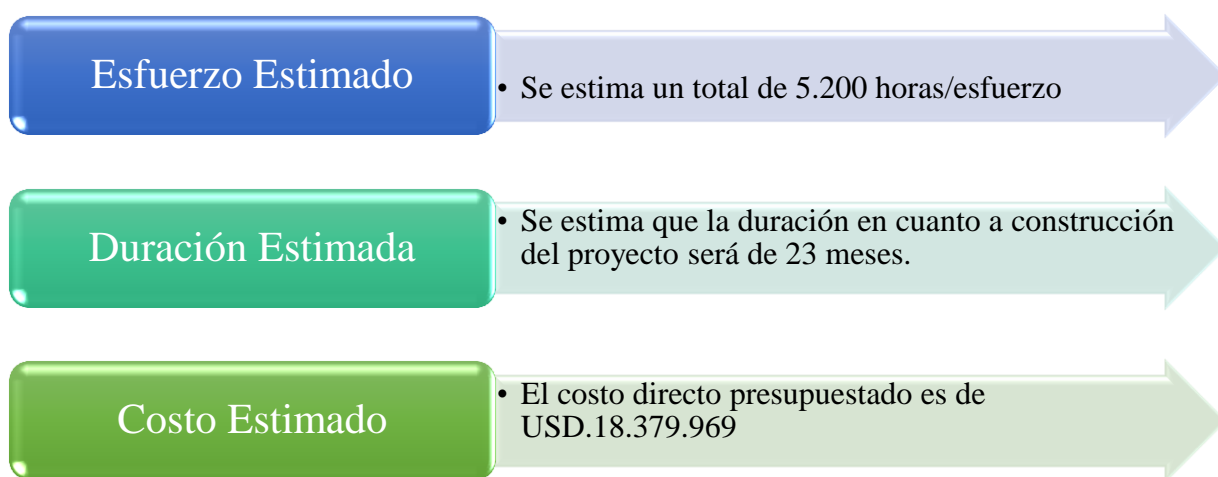 Esfuerzo Estimado
• Se estima un total de 5.200 horas/esfuerzo
Duración Estimada
• Se estima que la duración en cuanto a construcción
del proyecto será de 23 meses.
Costo Estimado
• El costo directo presupuestado es de
USD.18.379.969